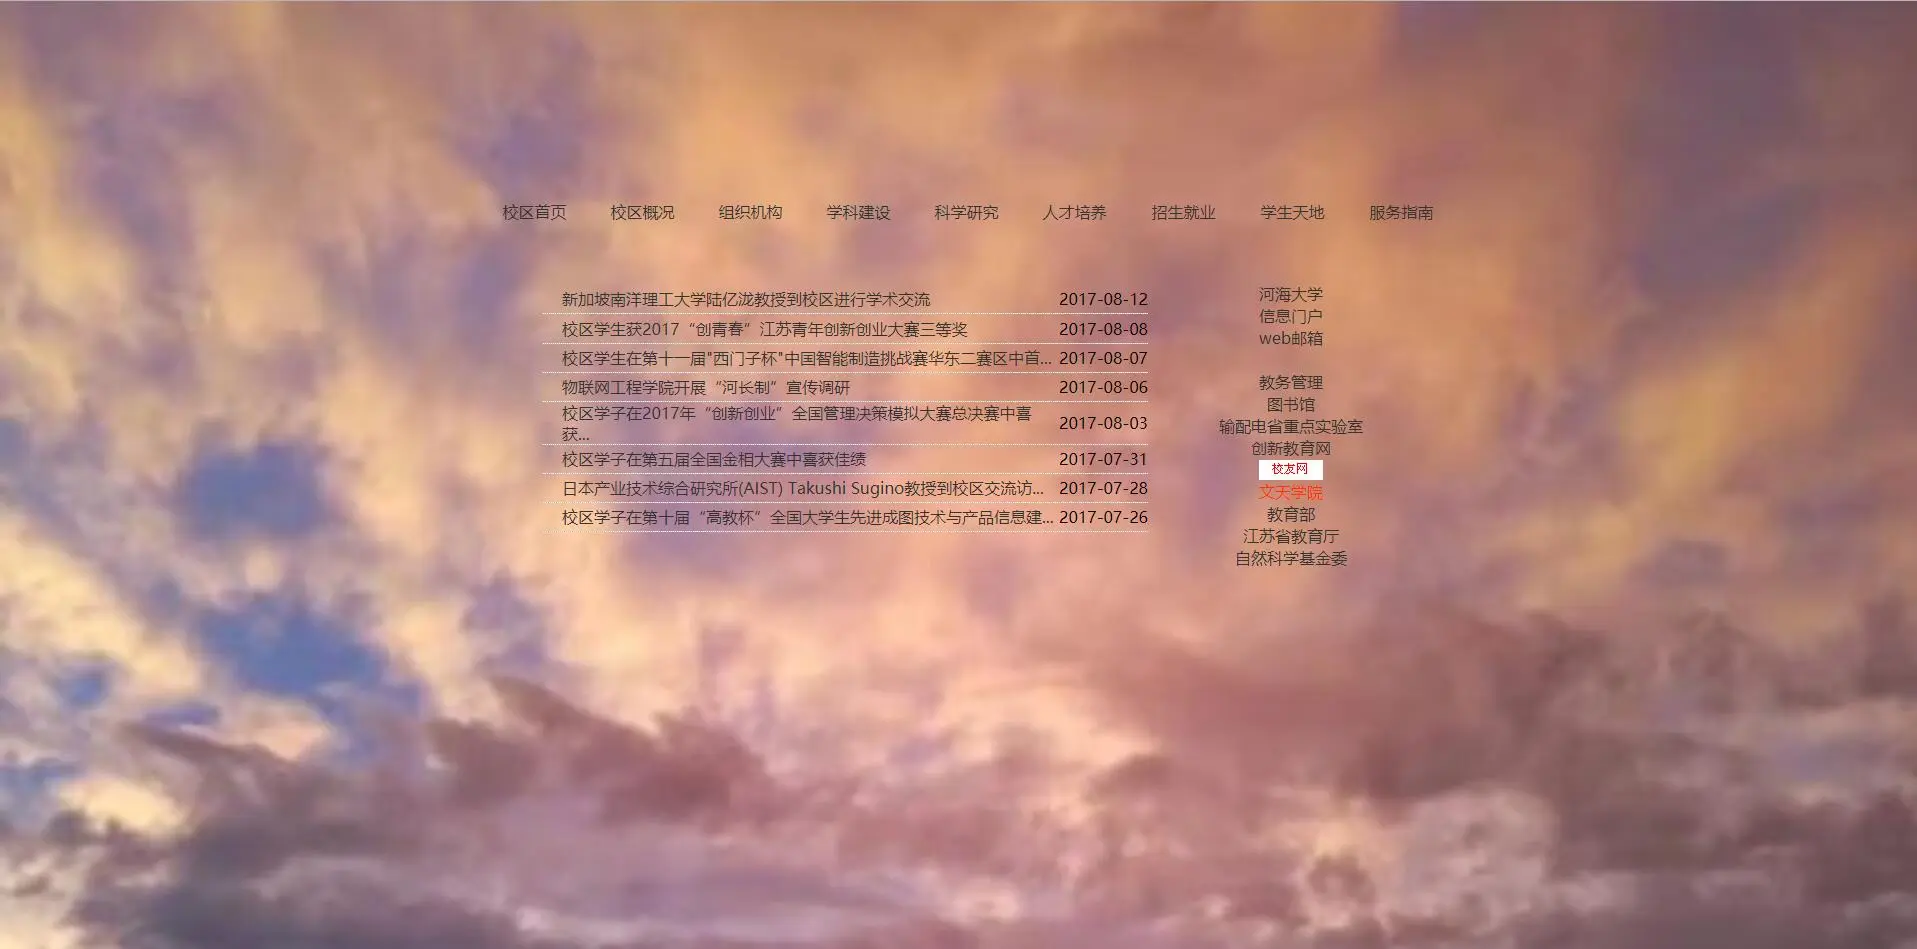 校区首页 校区概况 组织机构 学科建设 科学研究 人才培养 招生就业 学生天地 服务指南
新加坡南洋理工大学陆亿泷教授到校区进行学术交流 2017-08-12
校区学生获2017“创青春”江苏青年创新创业大赛三等奖 2017-08-08
校区学生在第十一届"西门子杯"中国智能制造挑战赛华东二赛区中首... 2017-08-07
物联网工程学院开展“河长制”宣传调研 2017-08-06
校区学子在2017年“创新创业”全国管理决策模拟大赛总决赛中喜
获... 2017-08-03
校区学子在第五届全国金相大赛中喜获佳绩 2017-07-31
日本产业技术综合研究所(AIST) Takushi Sugino教授到校区交流访... 2017-07-28
校区学子在第十届“高教杯”全国大学生先进成图技术与产品信息建... 2017-07-26
河海大学
信息门户
web邮箱
教务管理
图书馆
输配电省重点实验室
创新教育网
校友网
文天学院
教育部
江苏省教育厅
自然科学基金委